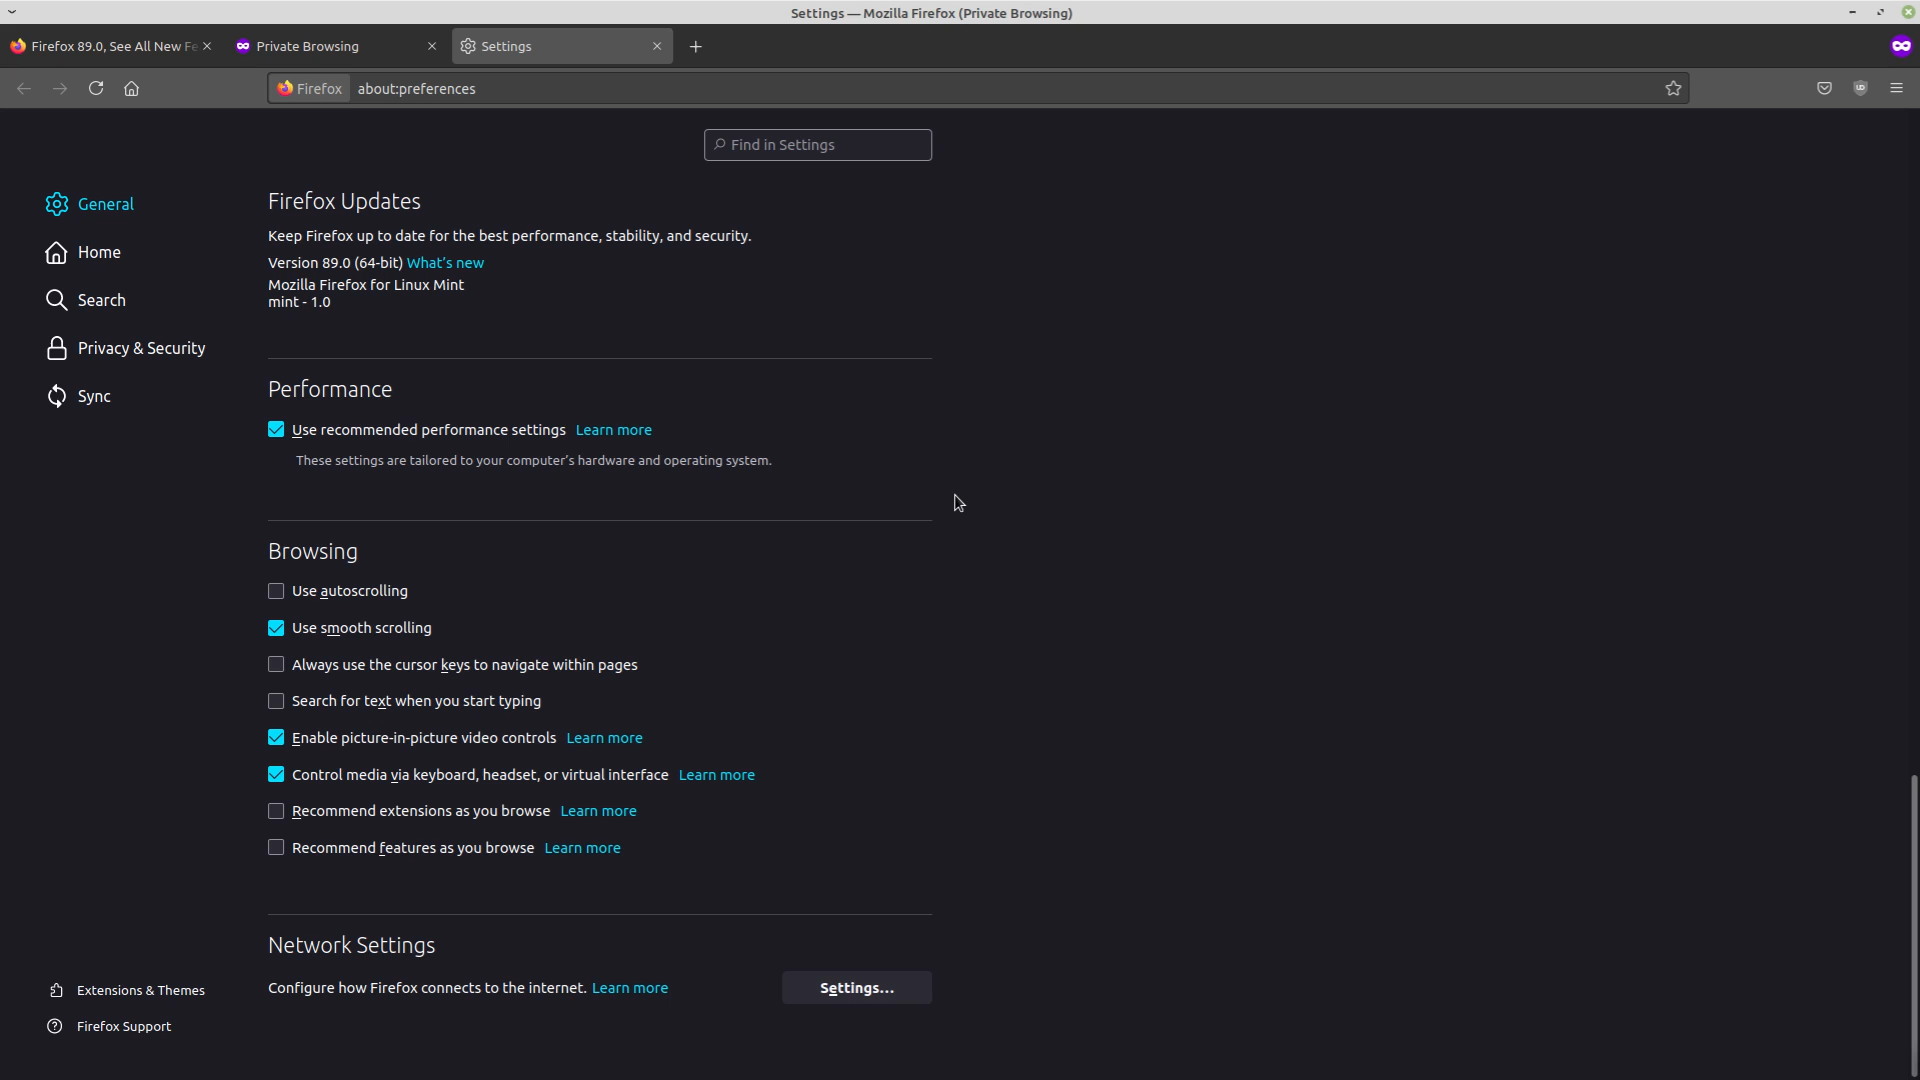 Settings — Mozilla Firefox (Private Browsing)
Firefox 89.0, See All New Fe
Private Browsing
Settings
Firefox
about:preferences
Find in Settings
General
Home
Search
Privacy & Security
Sync
Firefox Updates
Keep Firefox up to date for the best performance, stability, and security.
Version 89.0 (64-bit) What's new
Mozilla Firefox for Linux Mint
mint - 1.0
Performance
Use recommended performance settings Learn more
These settings are tailored to your computer's hardware and operating system.
Browsing
Use autoscrolling
Use smooth scrolling
Always use the cursor keys to navigate within pages
Search for text when you start typing
Enable picture-in-picture video controls Learn more
Control media via keyboard, headset, or virtual interface Learn more
Recommend extensions as you browse Learn more
Recommend features as you browse Learn more
Network Settings
Configure how Firefox connects to the internet. Learn more
Settings...
Extensions & Themes
Firefox Support